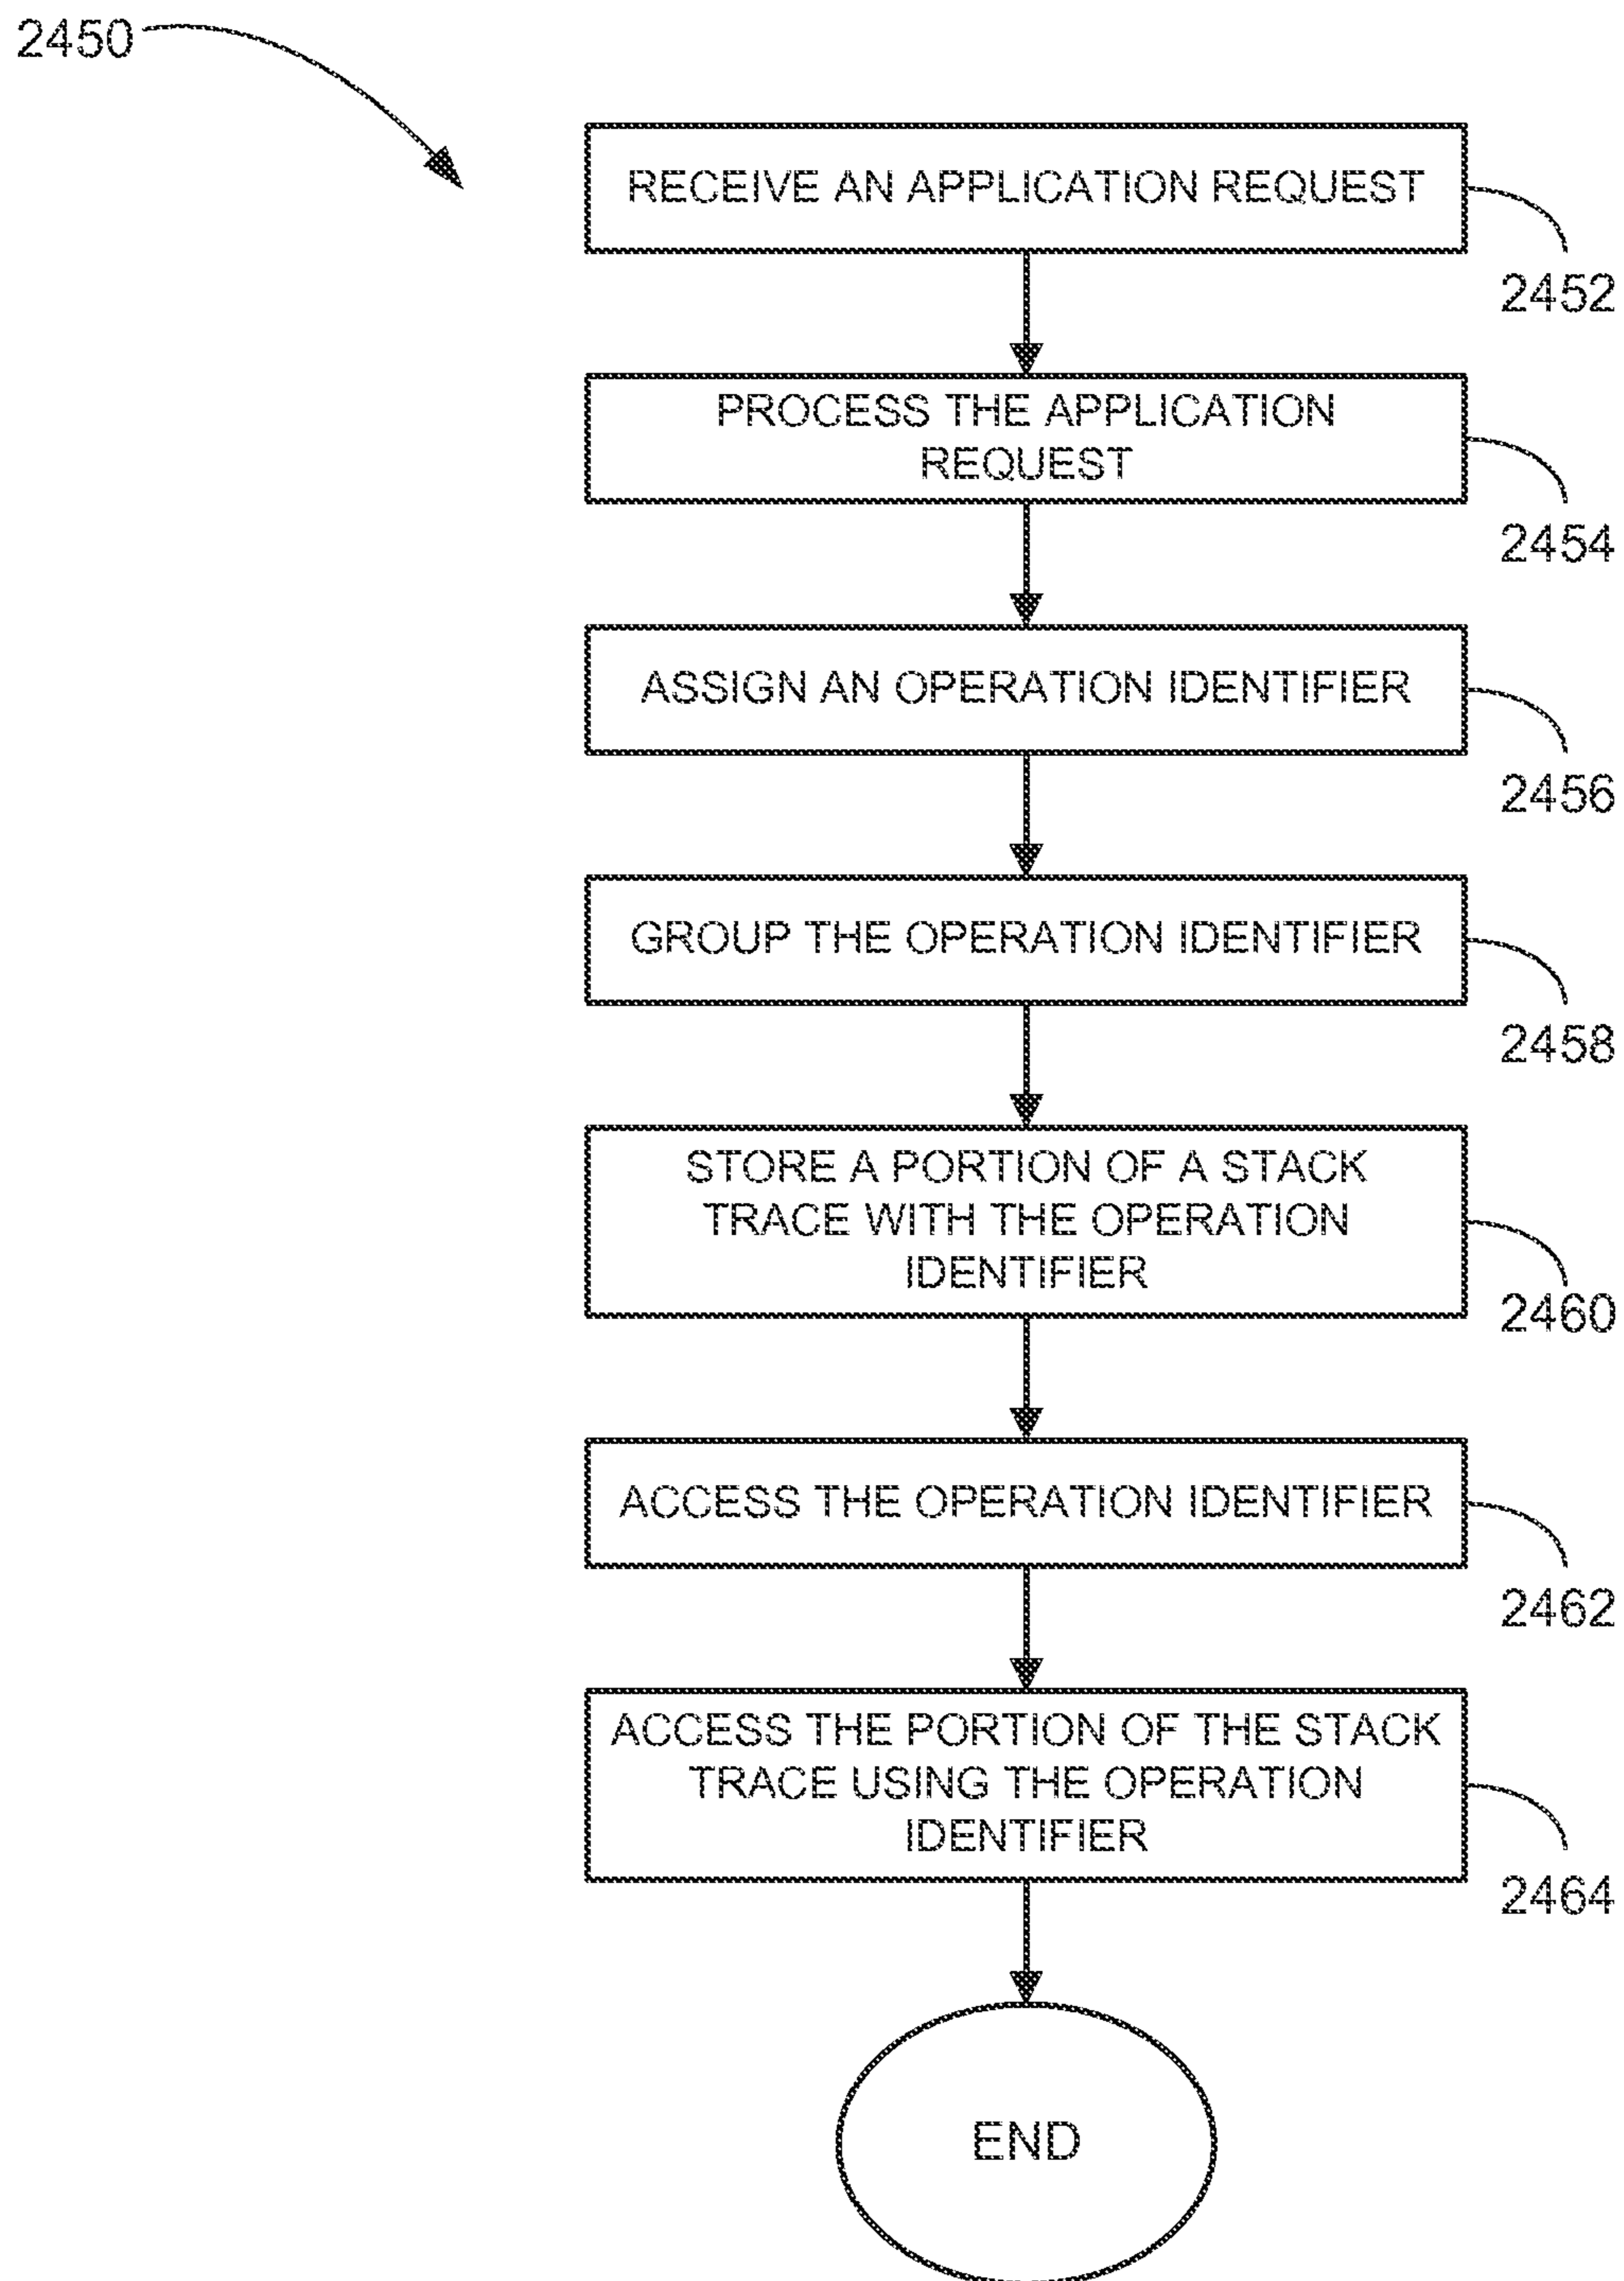 2450
RECEIVE AN APPLICATION REQUEST
2452
PROCESS THE APPLICATION
REQUEST
2454
ASSIGN AN OPERATION IDENTIFIER
2456
GROUP THE OPERATION IDENTIFIER
2458
STORE A PORTION OF A STACK
TRACE WITH THE OPERATION
IDENTIFIER
2460
ACCESS THE OPERATION IDENTIFIER
2462
ACCESS THE PORTION OF THE STACK
TRACE USING THE OPERATION
IDENTIFIER
2464
END